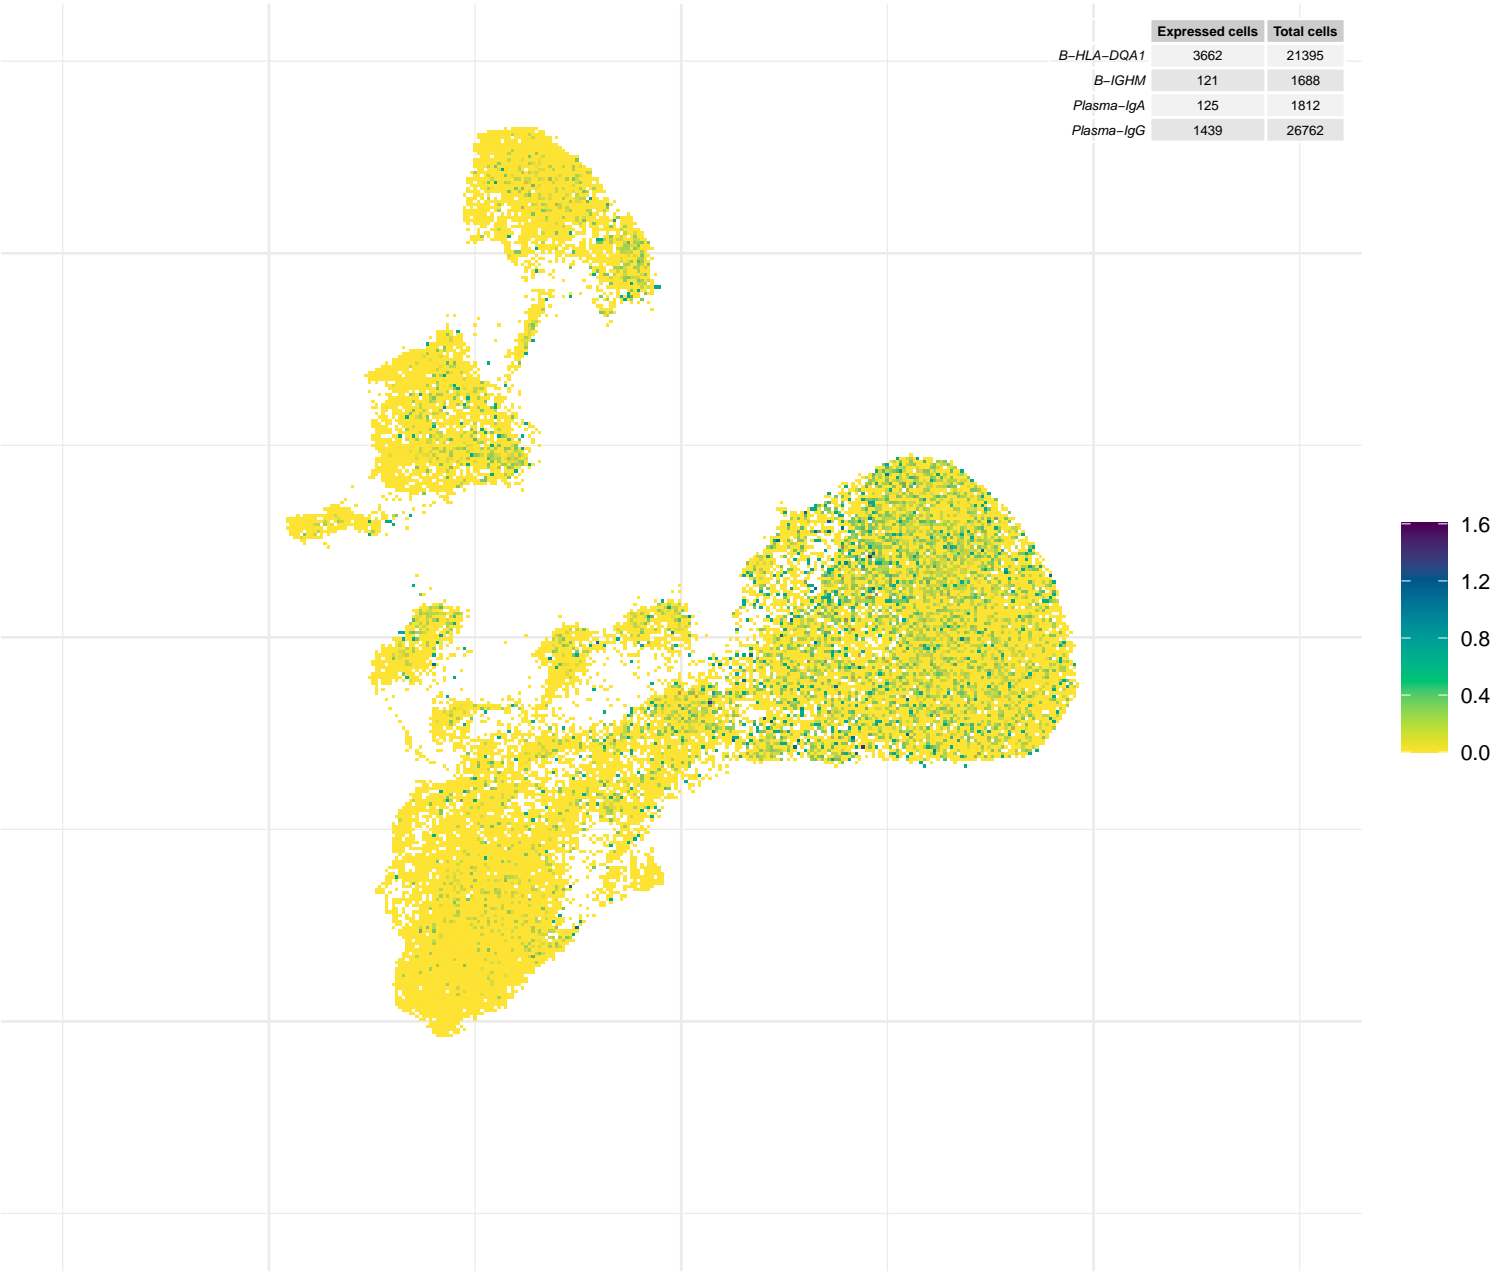 Expressed cells Total cells
B−HLA−DQA1 3662 21395
B−IGHM 121 1688
Plasma−IgA 125 1812
Plasma−IgG 1439 26762
1.6
1.2
0.8
0.4
0.0